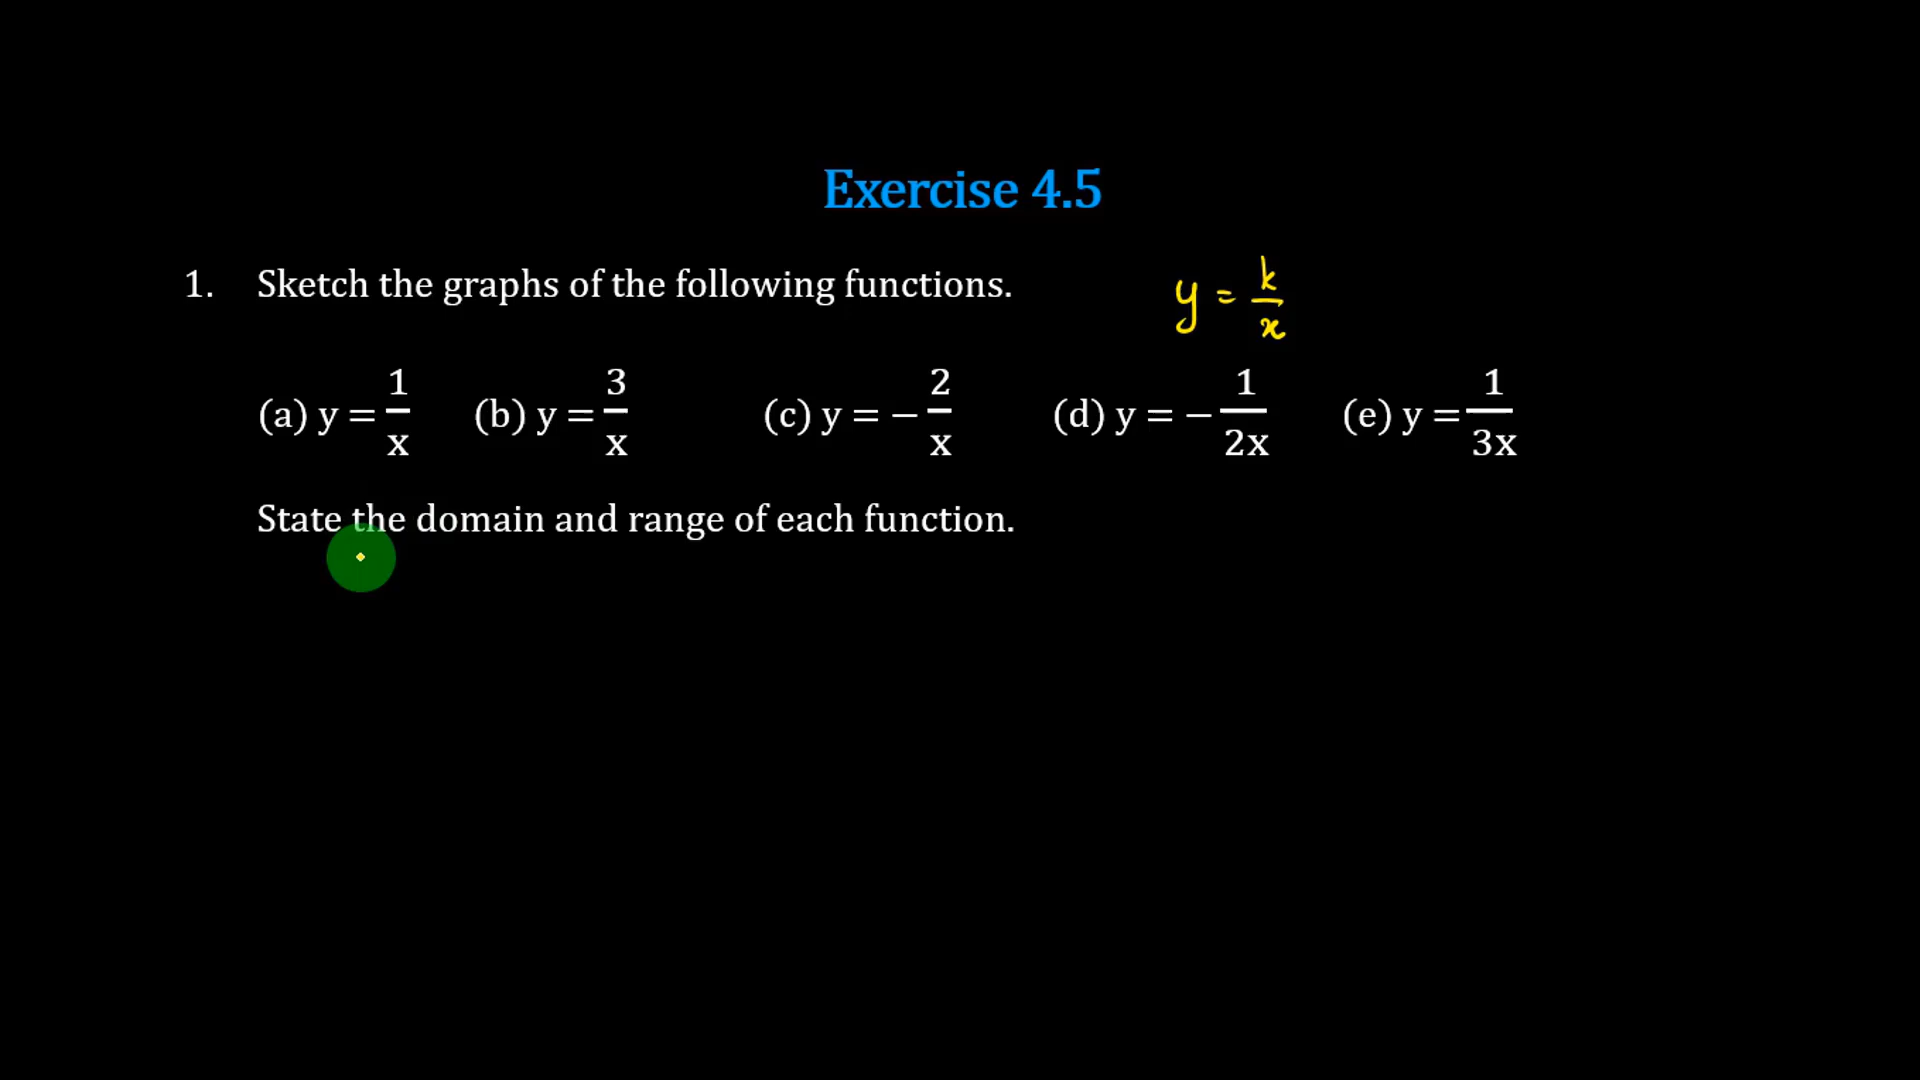 Exercise 4.5
1. Sketch the graphs of the following functions.
y = k/x
(a) y = 1/x (b) y = 3/x (c) y = − 2/x (d) y = − 1/2x (e) y = 1/3x
State the domain and range of each function.